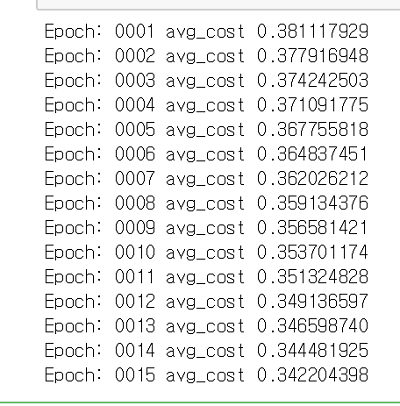 Epoch: 0001 avg_cost 0.381117929
Epoch: 0002 avg_cost 0.377916948
Epoch: 0003 avg_cost 0.374242503
Epoch: 0004 avg_cost 0.371091775
Epoch: 0005 avg_cost 0.367755818
Epoch: 0006 avg_cost 0.364837451
Epoch: 0007 avg_cost 0.362026212
Epoch: 0008 avg_cost 0.359134376
Epoch: 0009 avg_cost 0.356581421
Epoch: 0010 avg_cost 0.353701174
Epoch: 0011 avg_cost 0.351324828
Epoch: 0012 avg_cost 0.349136597
Epoch: 0013 avg_cost 0.346598740
Epoch: 0014 avg_cost 0.344481925
Epoch: 0015 avg_cost 0.342204398